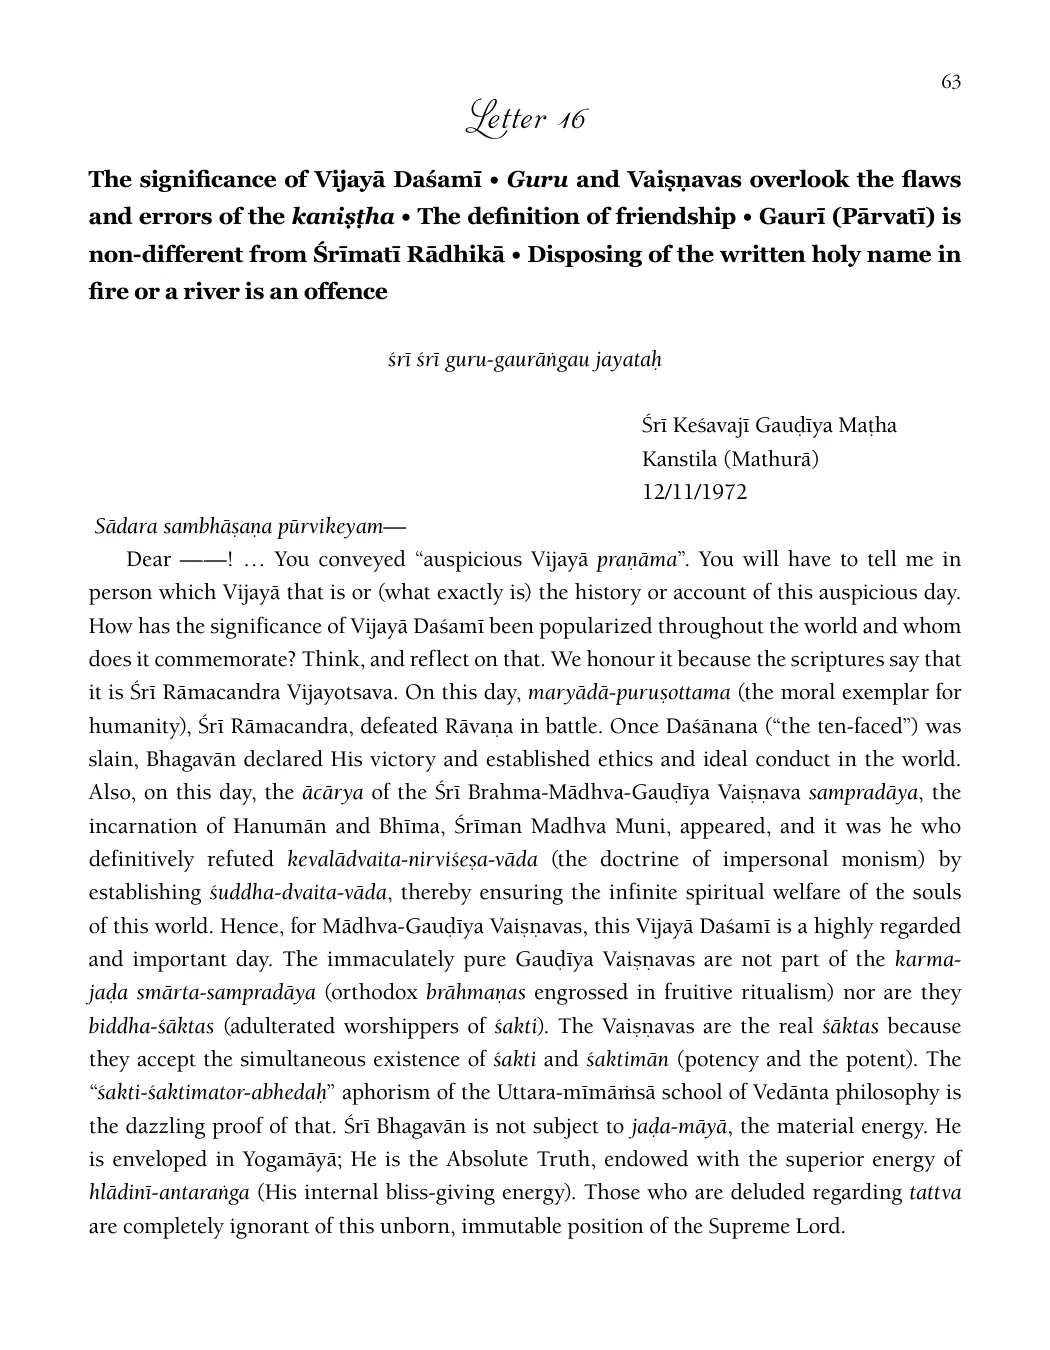 63
Letter 16
The significance of Vijayā Daśamī • Guru and Vaiṣṇavas overlook the flaws
and errors of the kaniṣṭha • The definition of friendship • Gaurī (Pārvatī) is
non-different from Śrīmatī Rādhikā • Disposing of the written holy name in
fire or a river is an offence
śrī śrī guru-gaurāṅgau jayataḥ
Śrī Keśavajī Gauḍīya Maṭha
Kanstila (Mathurā)
12/11/1972
Sādara sambhāṣaṇa pūrvikeyam—
Dear ——! … You conveyed “auspicious Vijayā praṇāma”. You will have to tell me in
person which Vijayā that is or (what exactly is) the history or account of this auspicious day.
How has the significance of Vijayā Daśamī been popularized throughout the world and whom
does it commemorate? Think, and reflect on that. We honour it because the scriptures say that
it is Śrī Rāmacandra Vijayotsava. On this day, maryādā-puruṣottama (the moral exemplar for
humanity), Śrī Rāmacandra, defeated Rāvaṇa in battle. Once Daśānana (“the ten-faced”) was
slain, Bhagavān declared His victory and established ethics and ideal conduct in the world.
Also, on this day, the ācārya of the Śrī Brahma-Mādhva-Gauḍīya Vaiṣṇava sampradāya, the
incarnation of Hanumān and Bhīma, Śrīman Madhva Muni, appeared, and it was he who
definitively refuted kevalādvaita-nirviśeṣa-vāda (the doctrine of impersonal monism) by
establishing śuddha-dvaita-vāda, thereby ensuring the infinite spiritual welfare of the souls
of this world. Hence, for Mādhva-Gauḍīya Vaiṣṇavas, this Vijayā Daśamī is a highly regarded
and important day. The immaculately pure Gauḍīya Vaiṣṇavas are not part of the karma-
jaḍa smārta-sampradāya (orthodox brāhmaṇas engrossed in fruitive ritualism) nor are they
biddha-śāktas (adulterated worshippers of śakti). The Vaiṣṇavas are the real śāktas because
they accept the simultaneous existence of śakti and śaktimān (potency and the potent). The
“śakti-śaktimator-abhedaḥ” aphorism of the Uttara-mīmāṁsā school of Vedānta philosophy is
the dazzling proof of that. Śrī Bhagavān is not subject to jaḍa-māyā, the material energy. He
is enveloped in Yogamāyā; He is the Absolute Truth, endowed with the superior energy of
hlādinī-antaraṅga (His internal bliss-giving energy). Those who are deluded regarding tattva
are completely ignorant of this unborn, immutable position of the Supreme Lord.